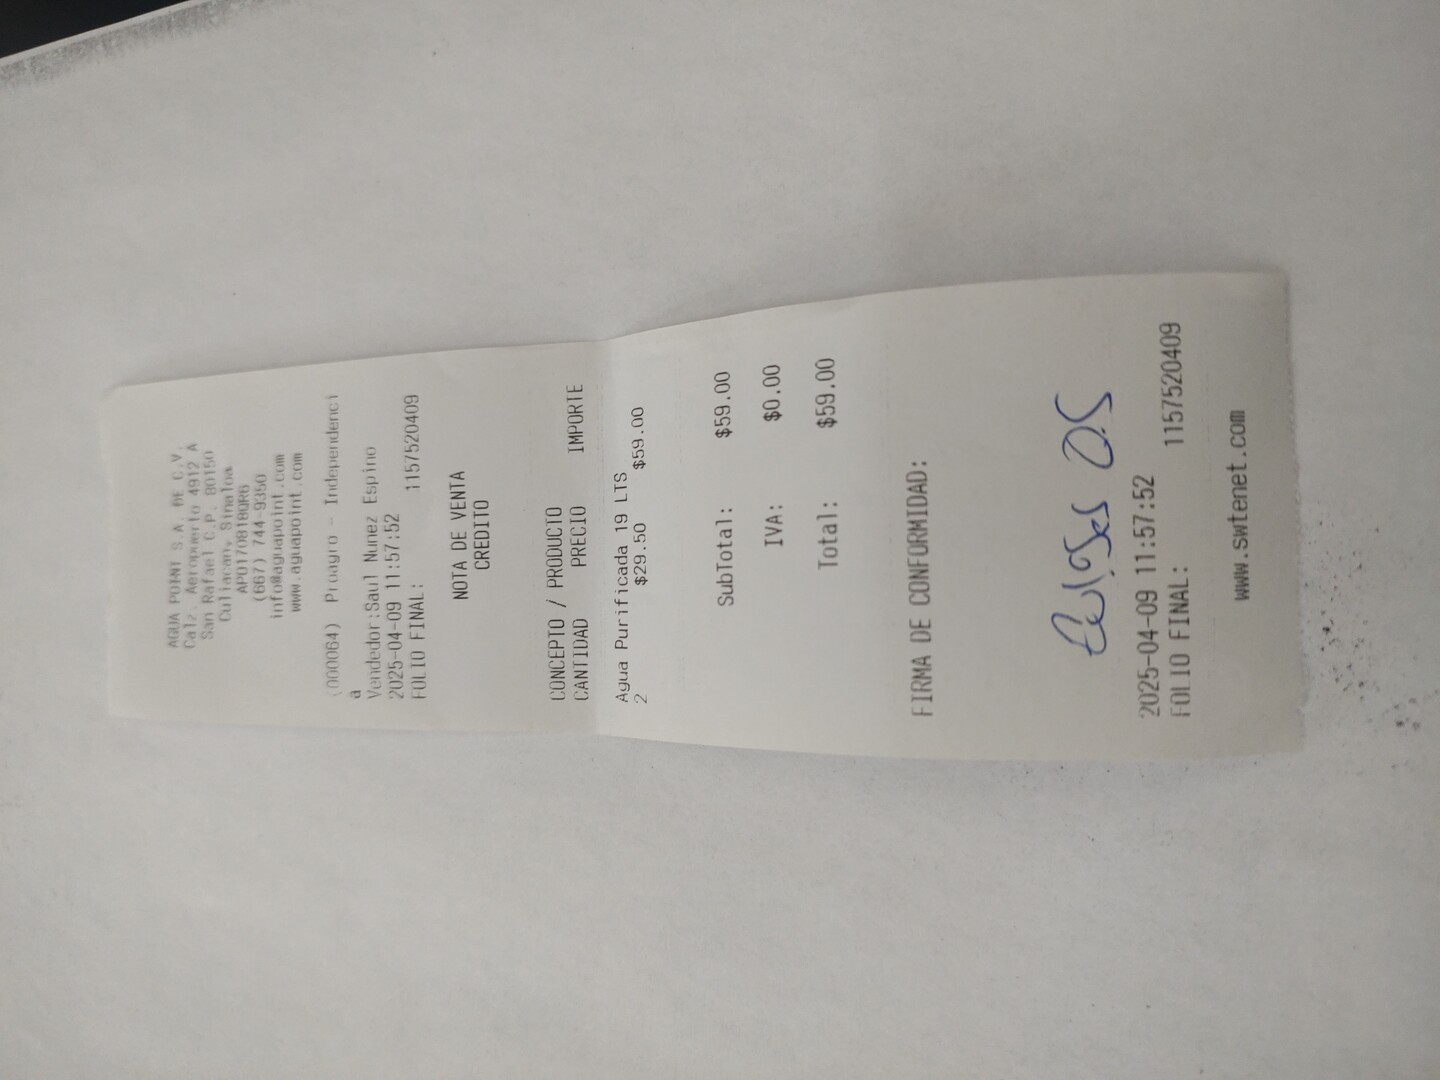 AGUA POINT S.A. DE C.V.
Calz. Aeropuerto 4912 A
San Rafael C.P. 80150
Culiacan, Sinaloa
APO170818QR6
(667) 744-9350
info@aguapoint.com
www.aguapoint.com
(000064) Proagro - Independenci
a
Vendedor:Saul Nunez Espino
2025-04-09 11:57:52
FOLIO FINAL: 1157520409
NOTA DE VENTA
CREDITO
CONCEPTO / PRODUCTO
CANTIDAD PRECIO IMPORTE
Agua Purificada 19 LTS
2 $29.50 $59.00
SubTotal: $59.00
IVA: $0.00
Total: $59.00
FIRMA DE CONFORMIDAD:
2025-04-09 11:57:52
FOLIO FINAL: 1157520409
www.swtenet.com